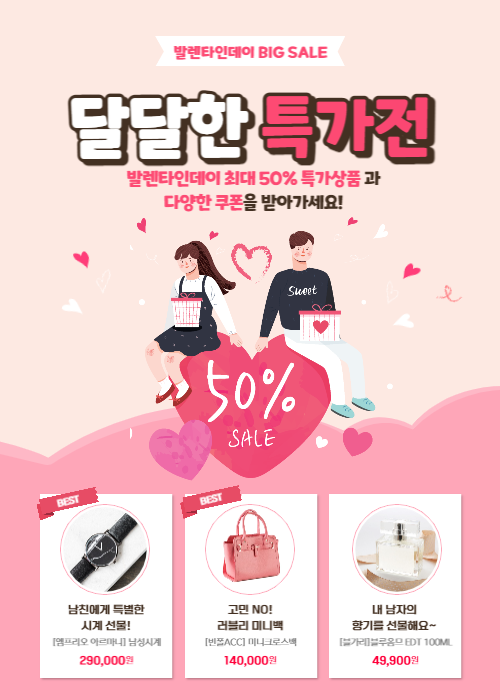 발렌타인데이 BIG SALE
달달한 특가전
발렌타인데이 최대 50% 특가상품 과
다양한 쿠폰을 받아가세요!
Sweet
50%
SALE
BEST
남친에게 특별한
시계 선물!
[엠프리오 아르마니] 남성시계
290,000원
BEST
고민 NO!
러블리 미니백
[빈폴ACC] 미니크로스백
140,000원
내 남자의
향기를 선물해요~
[불가리]블루옴므 EDT 100ML
49,900원